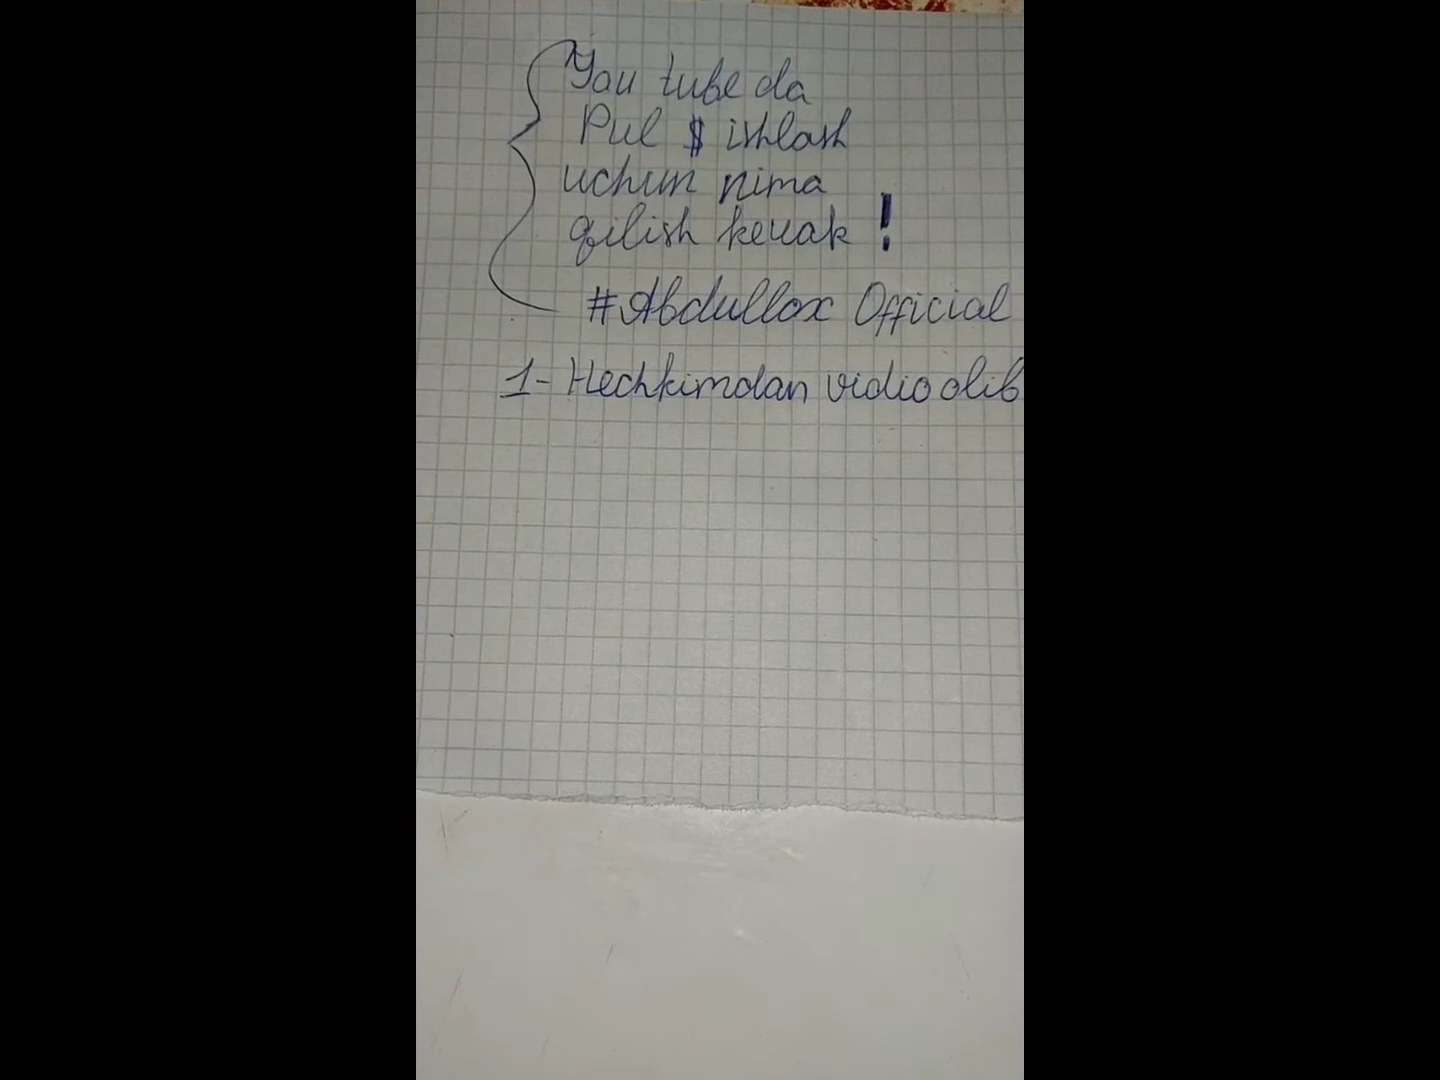 You tube da
Pul $ ishlash
uchun nima
qilish kerak !
#Abdullox Official
1- Hechkimdan vidio olib